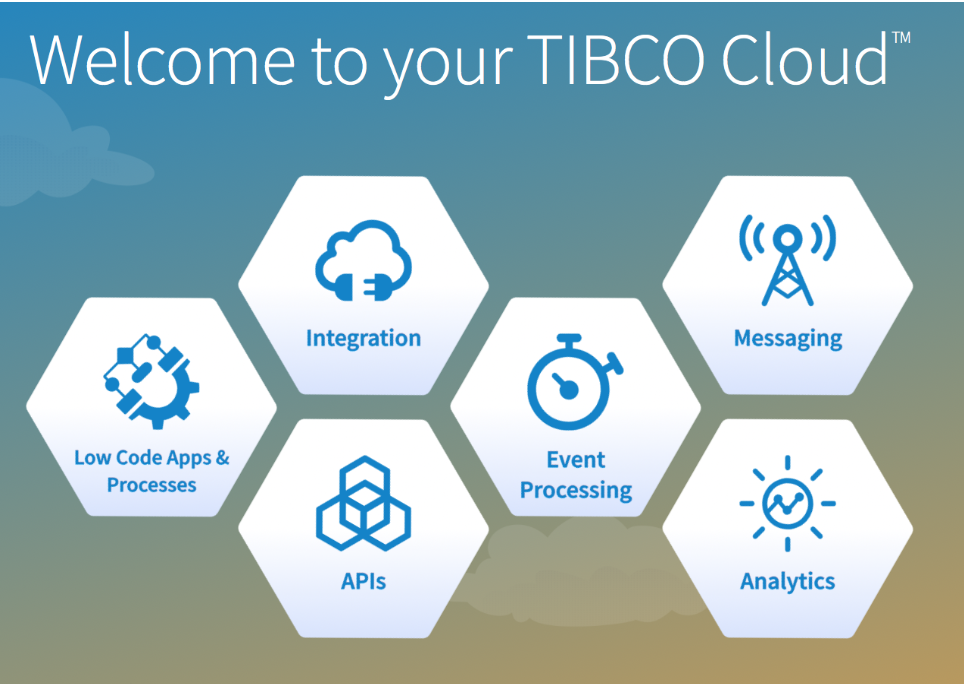 Welcome to your TIBCO Cloud™
Integration
Messaging
Low Code Apps &
Processes
Event
Processing
APIs
Analytics